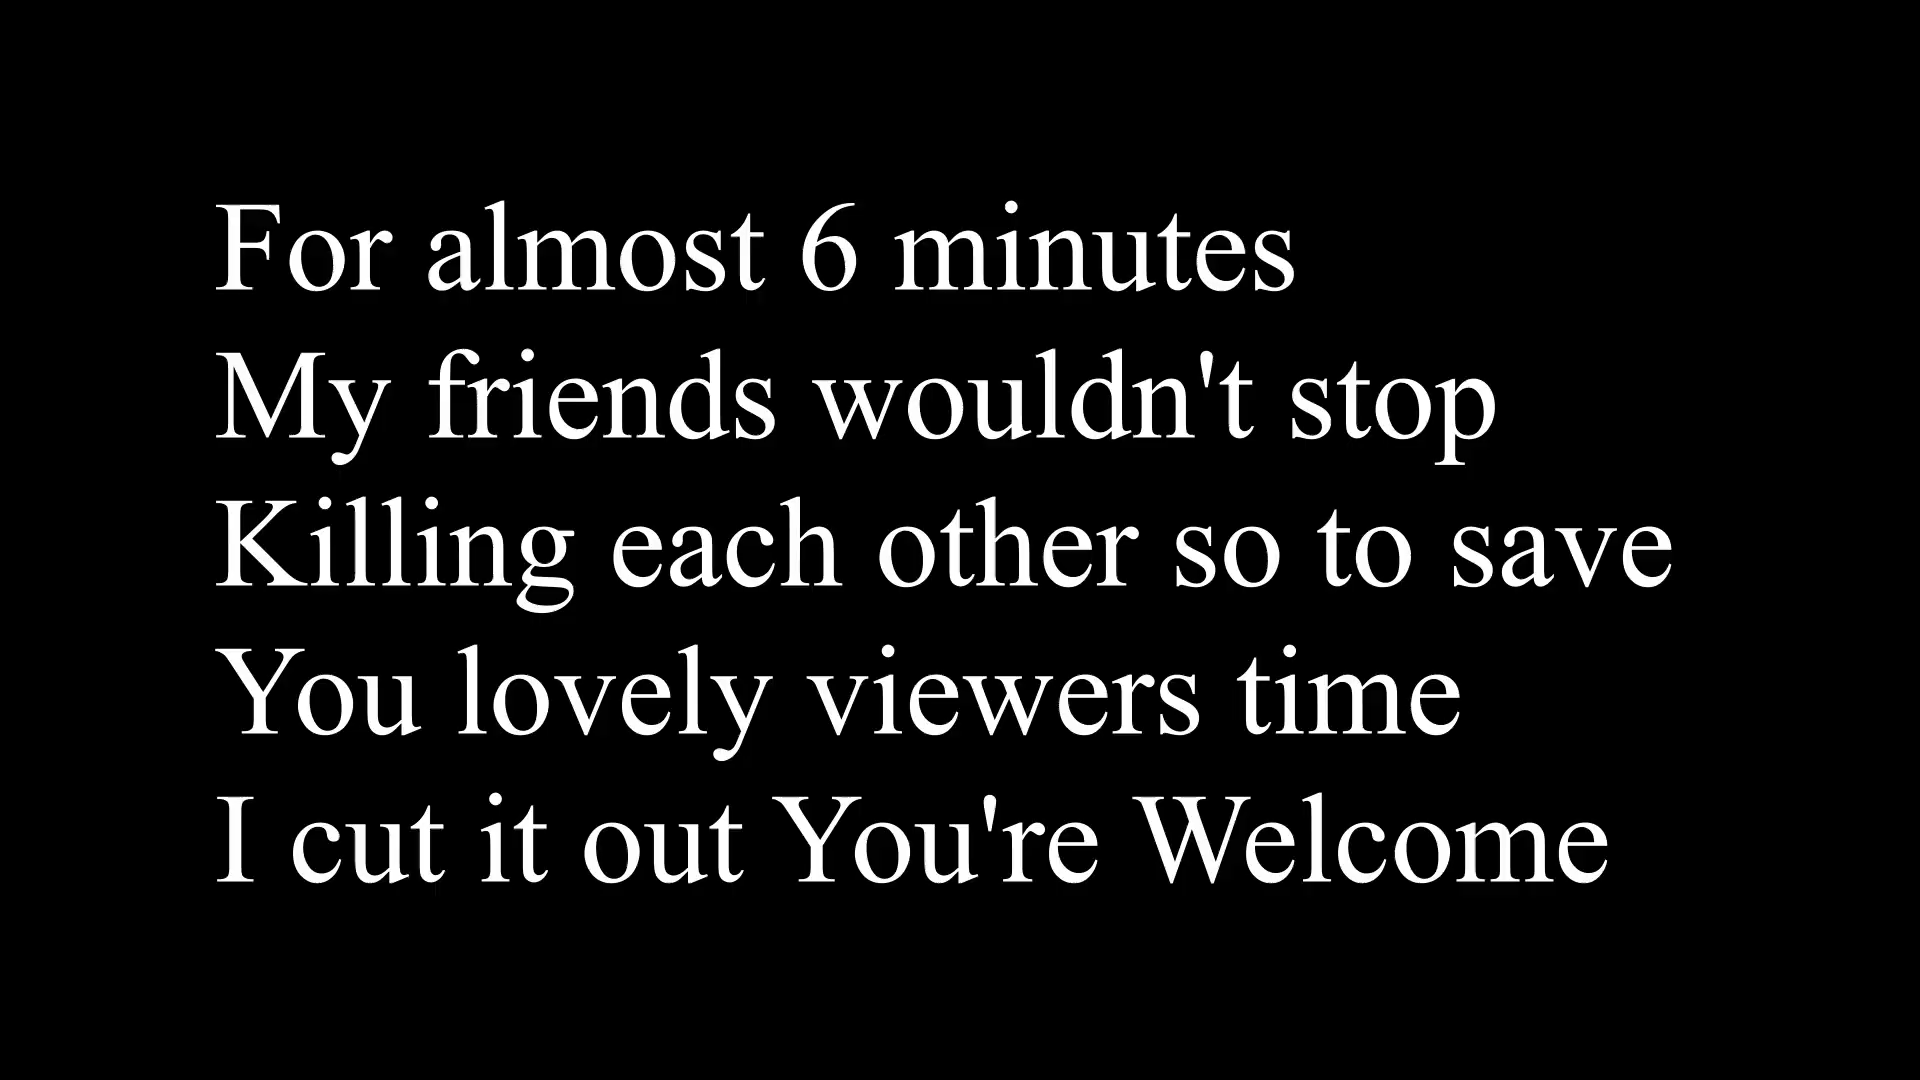 For almost 6 minutes
My friends wouldn't stop
Killing each other so to save
You lovely viewers time
I cut it out You're Welcome